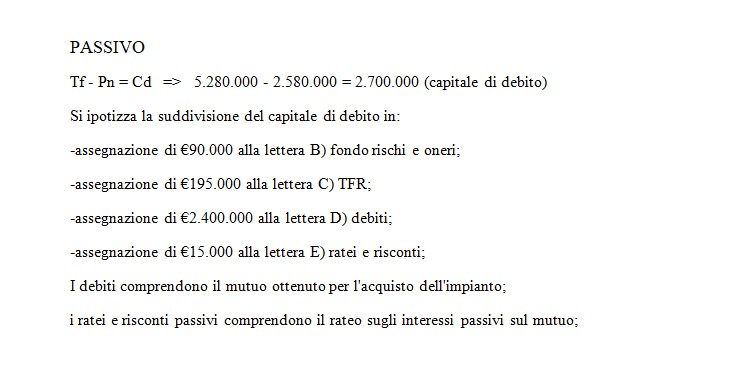 PASSIVO
Tf - Pn = Cd => 5.280.000 - 2.580.000 = 2.700.000 (capitale di debito)
Si ipotizza la suddivisione del capitale di debito in:
-assegnazione di €90.000 alla lettera B) fondo rischi e oneri;
-assegnazione di €195.000 alla lettera C) TFR;
-assegnazione di €2.400.000 alla lettera D) debiti;
-assegnazione di €15.000 alla lettera E) ratei e risconti;
I debiti comprendono il mutuo ottenuto per l'acquisto dell'impianto;
i ratei e risconti passivi comprendono il rateo sugli interessi passivi sul mutuo;